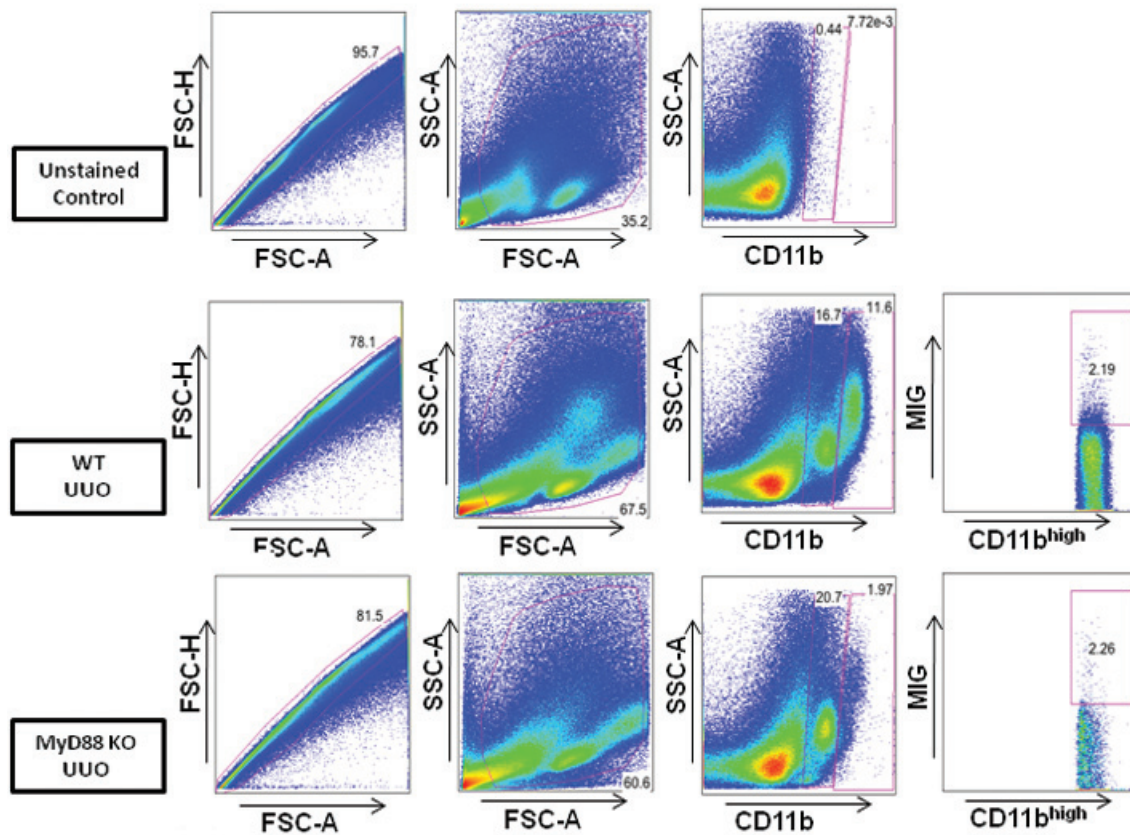 FSC-H
95.7
FSC-A
SSC-A
35.2
FSC-A
SSC-A
0.44
7.72e-3
CD11b
Unstained
Control
FSC-H
78.1
FSC-A
SSC-A
67.5
FSC-A
SSC-A
16.7
11.6
CD11b
MIG
2.19
CD11bhigh
WT
UUO
FSC-H
81.5
FSC-A
SSC-A
60.6
FSC-A
SSC-A
20.7
1.97
CD11b
MIG
2.26
CD11bhigh
MyD88 KO
UUO